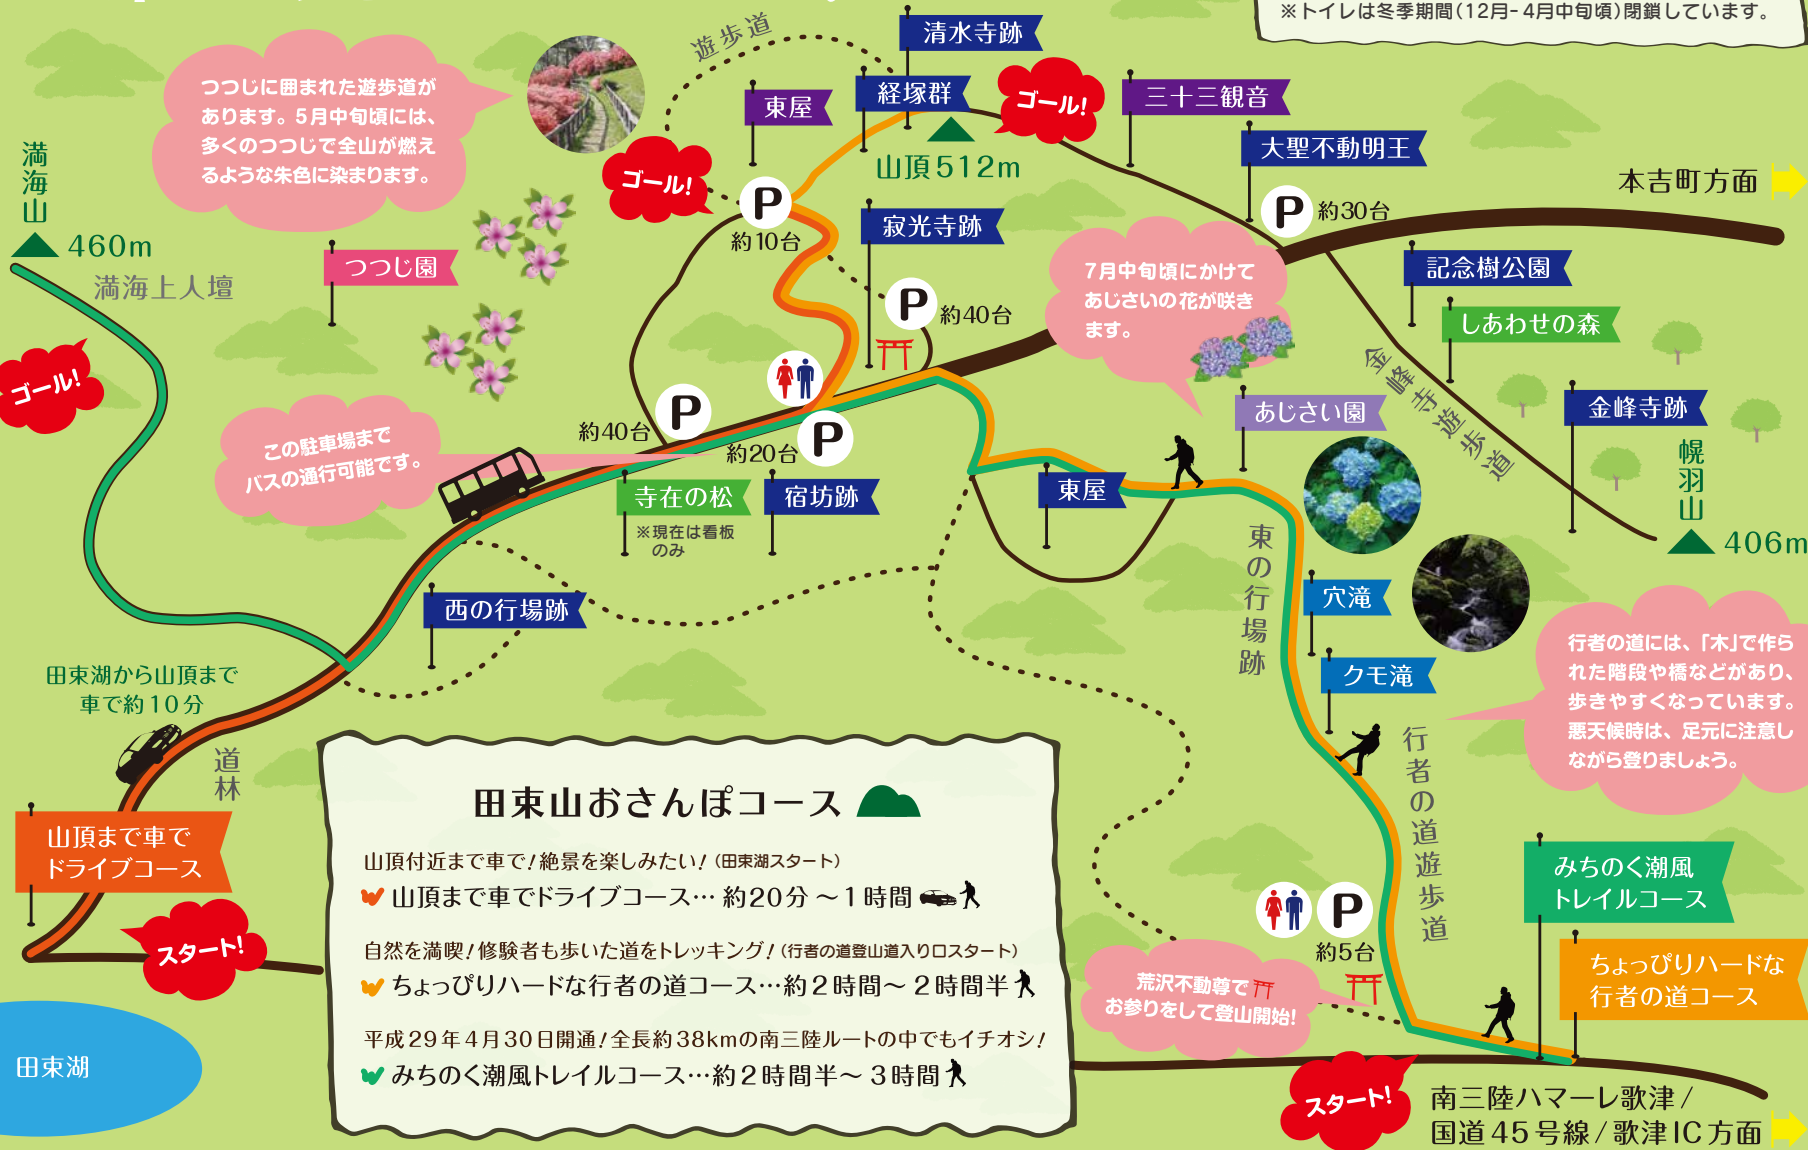 ※トイレは冬季期間（12月-4月中旬頃）閉鎖しています。
遊歩道
清水寺跡
つつじに囲まれた遊歩道が
あります。5月中旬頃には、
多くのつつじで全山が燃え
るような朱色に染まります。
東屋
経塚群
ゴール!
三十三観音
大聖不動明王
山頂512m
ゴール!
満海山
460m
満海上人壇
つつじ園
P
約10台
寂光寺跡
P
約30台
本吉町方面
7月中旬頃にかけて
あじさいの花が咲き
ます。
記念樹公園
しあわせの森
P
約40台
金峰寺遊歩道
金峰寺跡
幌羽山
406m
ゴール!
この駐車場まで
バスの通行可能です。
約40台
P
約20台
P
あじさい園
寺在の松
※現在は看板
のみ
宿坊跡
東屋
東の行場跡
穴滝
クモ滝
西の行場跡
行者の道には、「木」で作ら
れた階段や橋などがあり、
歩きやすくなっています。
悪天候時は、足元に注意し
ながら登りましょう。
田束湖から山頂まで
車で約10分
道林
行者の道遊歩道
山頂まで車で
ドライブコース
スタート!
田束湖
田束山おさんぽコース
山頂付近まで車で!絶景を楽しみたい!（田束湖スタート）
山頂まで車でドライブコース…約20分〜1時間
自然を満喫!修験者も歩いた道をトレッキング!（行者の道登山道入り口スタート）
ちょっぴりハードな行者の道コース…約2時間〜2時間半
平成29年4月30日開通!全長約38kmの南三陸ルートの中でもイチオシ!
みちのく潮風トレイルコース…約2時間半〜3時間
P
約5台
荒沢不動尊で
お参りをして登山開始!
みちのく潮風
トレイルコース
ちょっぴりハードな
行者の道コース
スタート!
南三陸ハマーレ歌津/
国道45号線/歌津IC方面